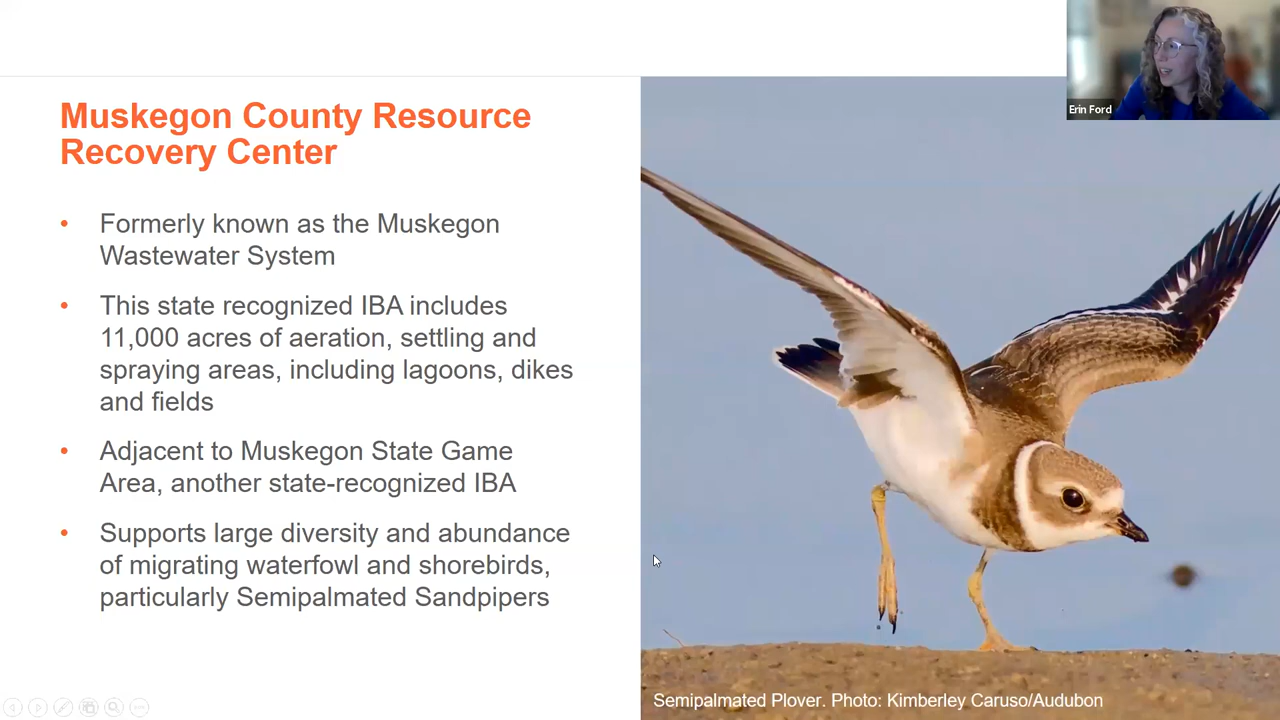 Erin Ford
Muskegon County Resource
Recovery Center
• Formerly known as the Muskegon
Wastewater System
• This state recognized IBA includes
11,000 acres of aeration, settling and
spraying areas, including lagoons, dikes
and fields
• Adjacent to Muskegon State Game
Area, another state-recognized IBA
• Supports large diversity and abundance
of migrating waterfowl and shorebirds,
particularly Semipalmated Sandpipers
Semipalmated Plover. Photo: Kimberley Caruso/Audubon